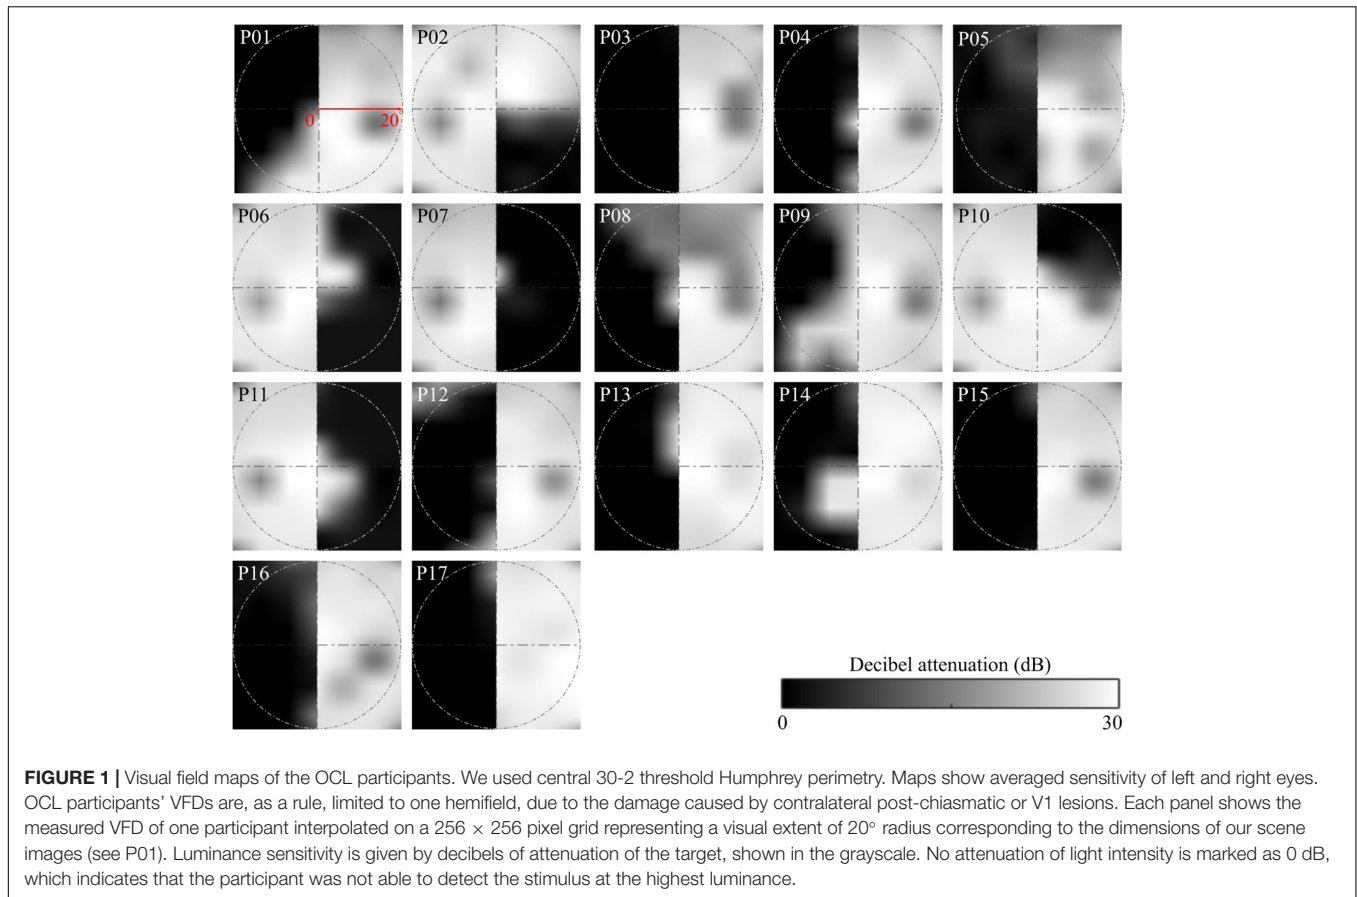 P01
P02
P03
P04
P05
0
20°
P06
P07
P08
P09
P10
P11
P12
P13
P14
P15
P16
P17
Decibel attenuation (dB)
0
30
FIGURE 1 | Visual field maps of the OCL participants. We used central 30-2 threshold Humphrey perimetry. Maps show averaged sensitivity of left and right eyes.
OCL participants' VFDs are, as a rule, limited to one hemifield, due to the damage caused by contralateral post-chiasmatic or V1 lesions. Each panel shows the
measured VFD of one participant interpolated on a 256 × 256 pixel grid representing a visual extent of 20° radius corresponding to the dimensions of our scene
images (see P01). Luminance sensitivity is given by decibels of attenuation of the target, shown in the grayscale. No attenuation of light intensity is marked as 0 dB,
which indicates that the participant was not able to detect the stimulus at the highest luminance.